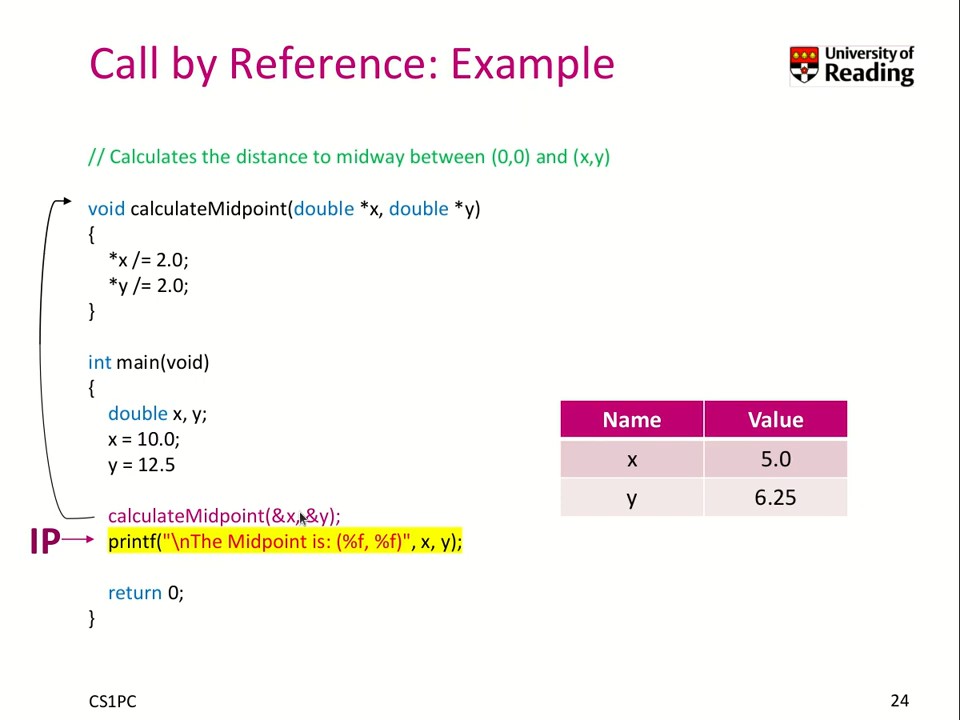 Call by Reference: Example
University of
Reading
// Calculates the distance to midway between (0,0) and (x,y)
void calculateMidpoint(double *x, double *y)
{
*x /= 2.0;
*y /= 2.0;
}
int main(void)
{
double x, y;
x = 10.0;
y = 12.5
calculateMidpoint(&x, &y);
IP
printf("\nThe Midpoint is: (%f, %f)", x, y);
return 0;
}
Name Value
x 5.0
y 6.25
CS1PC
24